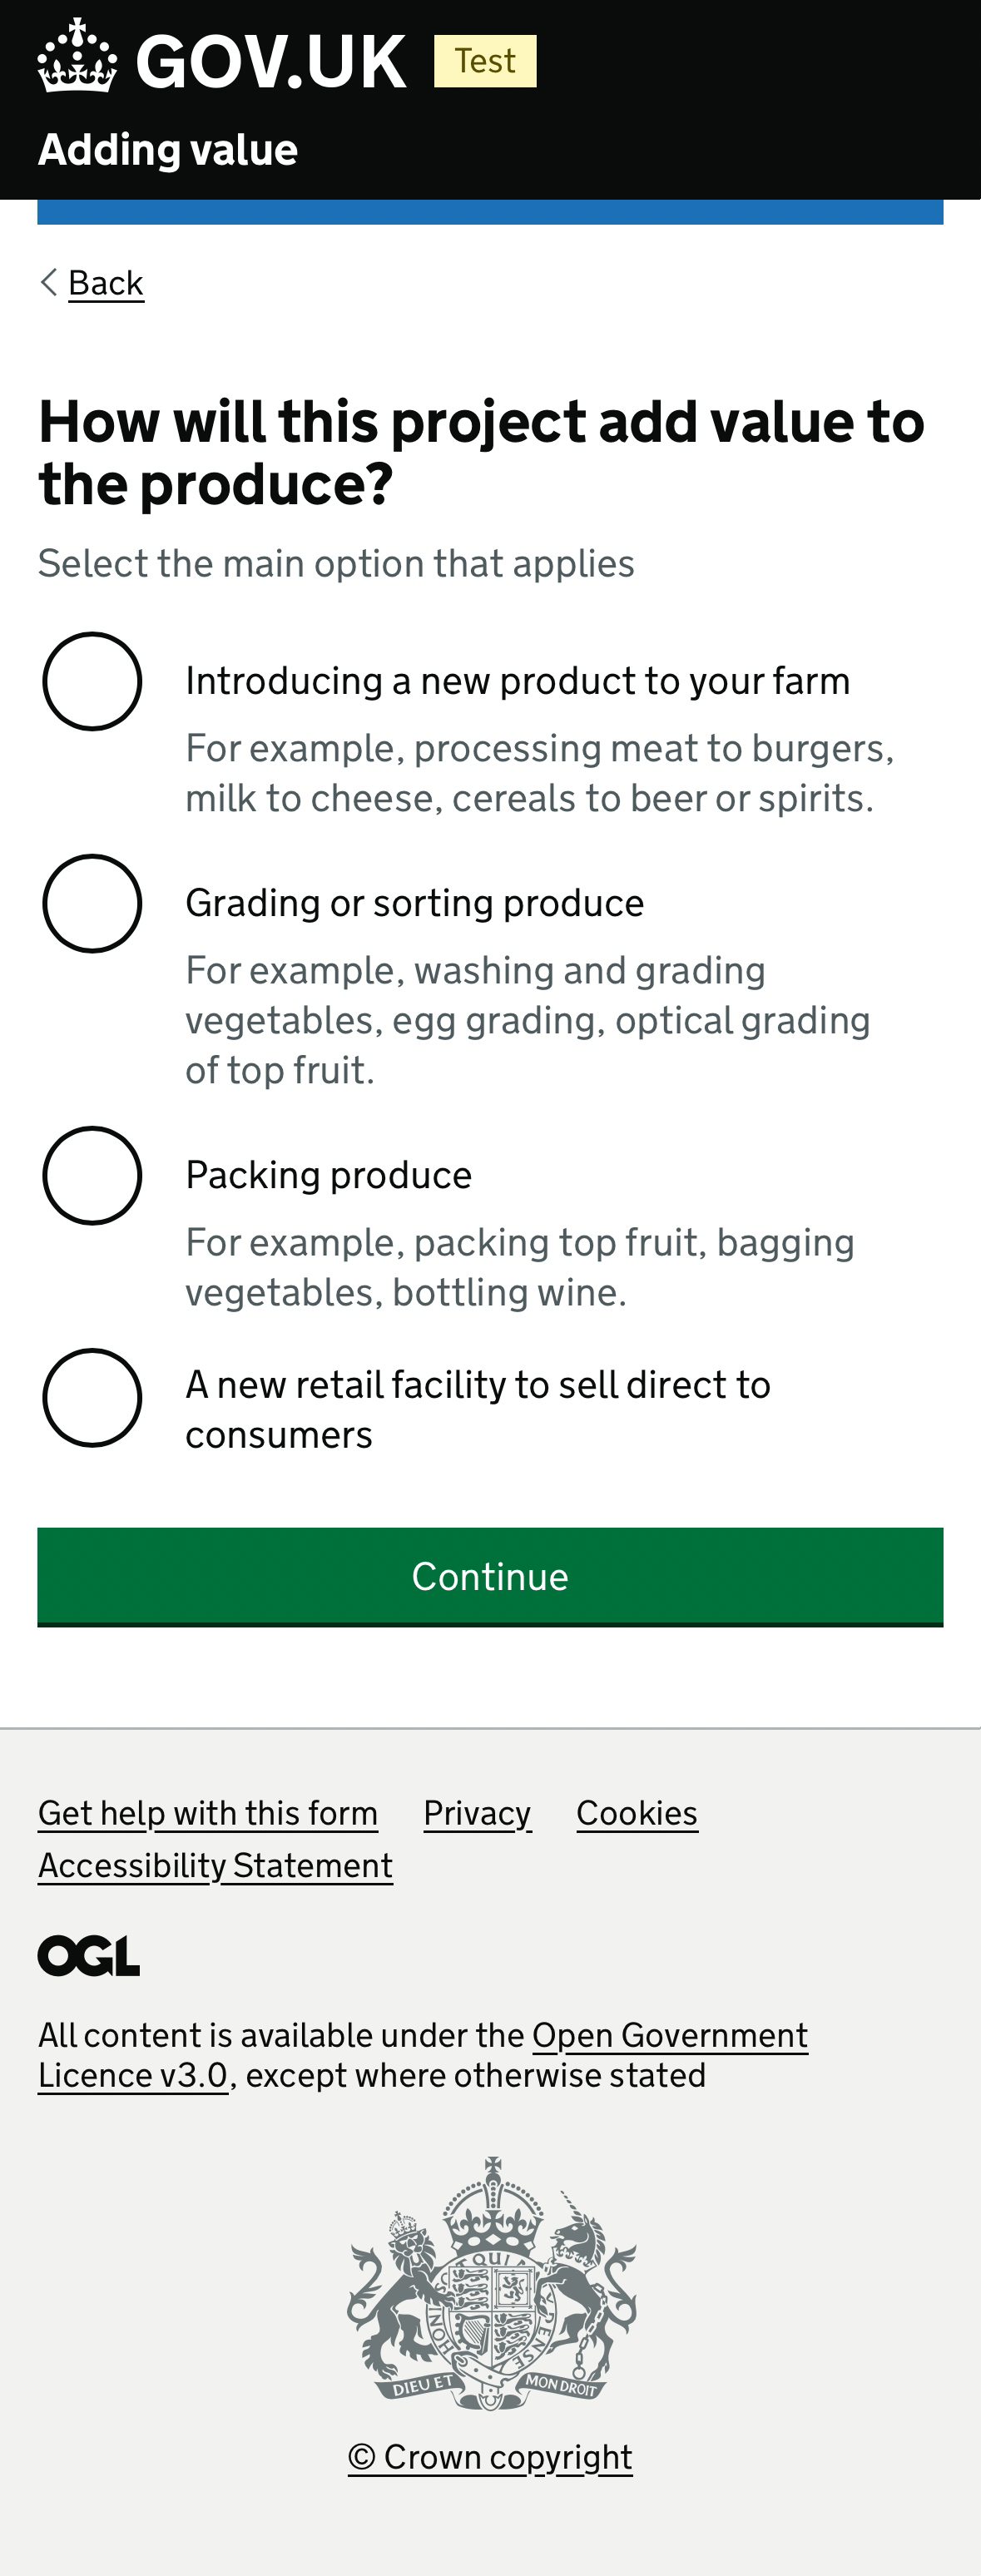 GOV.UK Test
Adding value
Back
How will this project add value to
the produce?
Select the main option that applies
Introducing a new product to your farm
For example, processing meat to burgers,
milk to cheese, cereals to beer or spirits.
Grading or sorting produce
For example, washing and grading
vegetables, egg grading, optical grading
of top fruit.
Packing produce
For example, packing top fruit, bagging
vegetables, bottling wine.
A new retail facility to sell direct to
consumers
Continue
Get help with this form Privacy Cookies
Accessibility Statement
OGL
All content is available under the Open Government
Licence v3.0, except where otherwise stated
DIEU ET MON DROIT
© Crown copyright